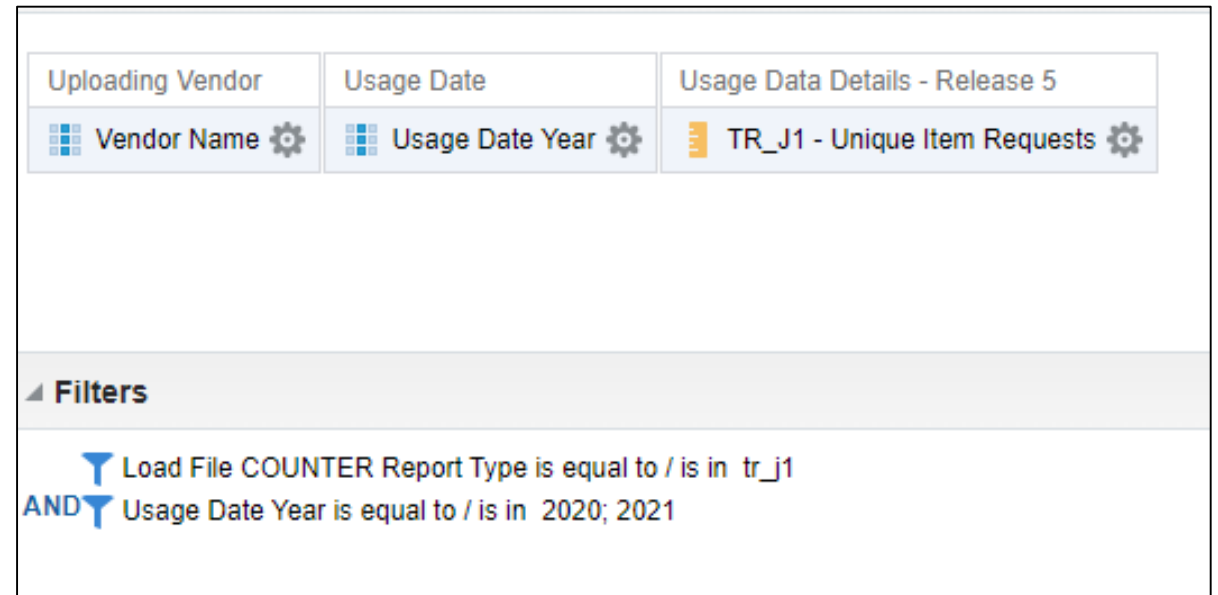 Uploading Vendor Usage Date Usage Data Details - Release 5
Vendor Name Usage Date Year TR_J1 - Unique Item Requests
Filters
Load File COUNTER Report Type is equal to / is in tr_j1
AND Usage Date Year is equal to / is in 2020; 2021